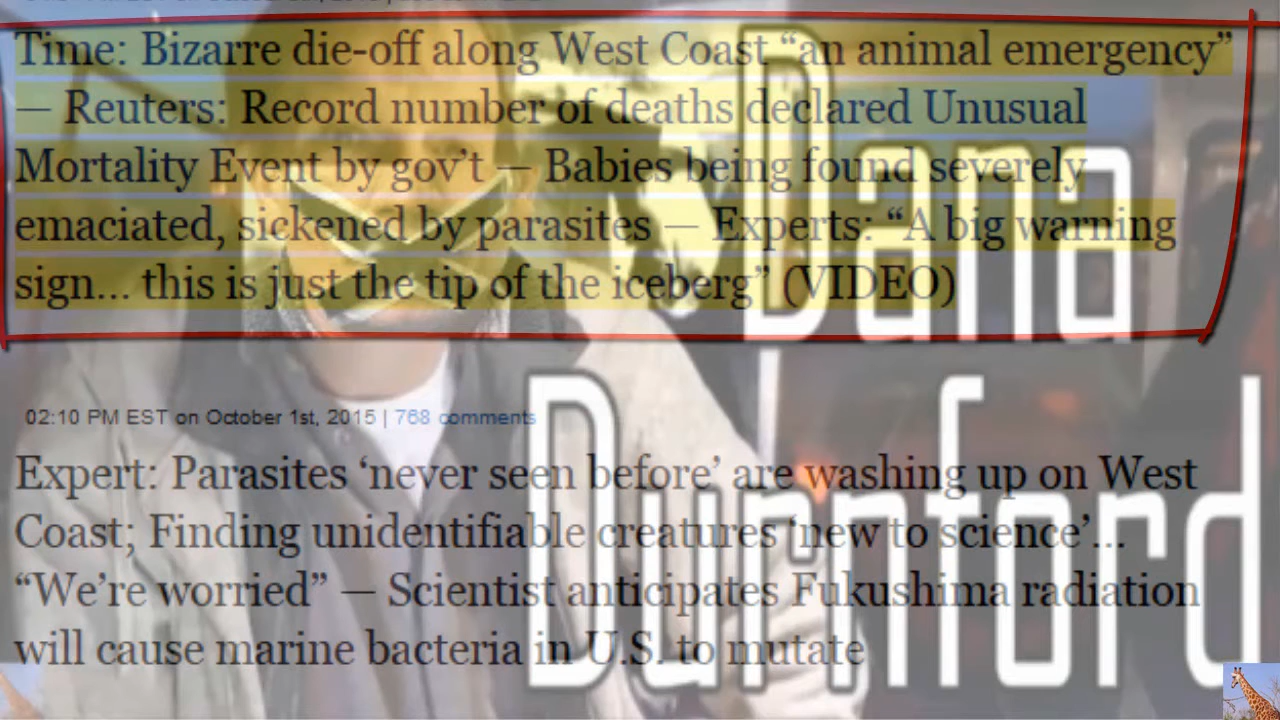 Time: Bizarre die-off along West Coast “an animal emergency”
— Reuters: Record number of deaths declared Unusual
Mortality Event by gov’t — Babies being found severely
emaciated, sickened by parasites — Experts: “A big warning
sign... this is just the tip of the iceberg” (VIDEO)
Dana
02:10 PM EST on October 1st, 2015 | 768 comments
Durnford
Expert: Parasites ‘never seen before’ are washing up on West
Coast; Finding unidentifiable creatures ‘new to science’...
“We’re worried” — Scientist anticipates Fukushima radiation
will cause marine bacteria in U.S. to mutate